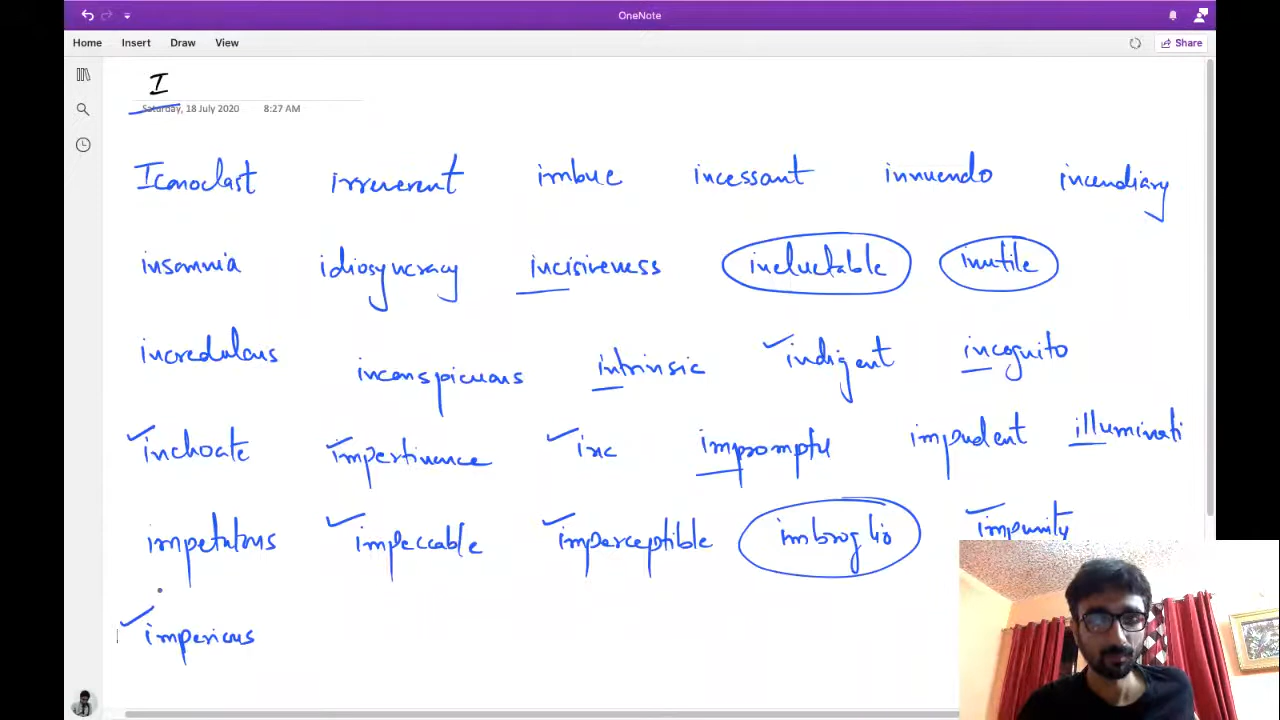 OneNote
Home Insert Draw View Share
I
Saturday, 18 July 2020 8:27 AM
Iconoclast irreverent imbue incessant innuendo incendiary
insomnia idiosyncracy incisiveness ineluctable inutile
incredulous inconspicuous intrinsic indigent incognito
inchoate impertinence inc impromptu impudent illuminati
impetutous impeccable imperceptible imbroglio impunity
imperious